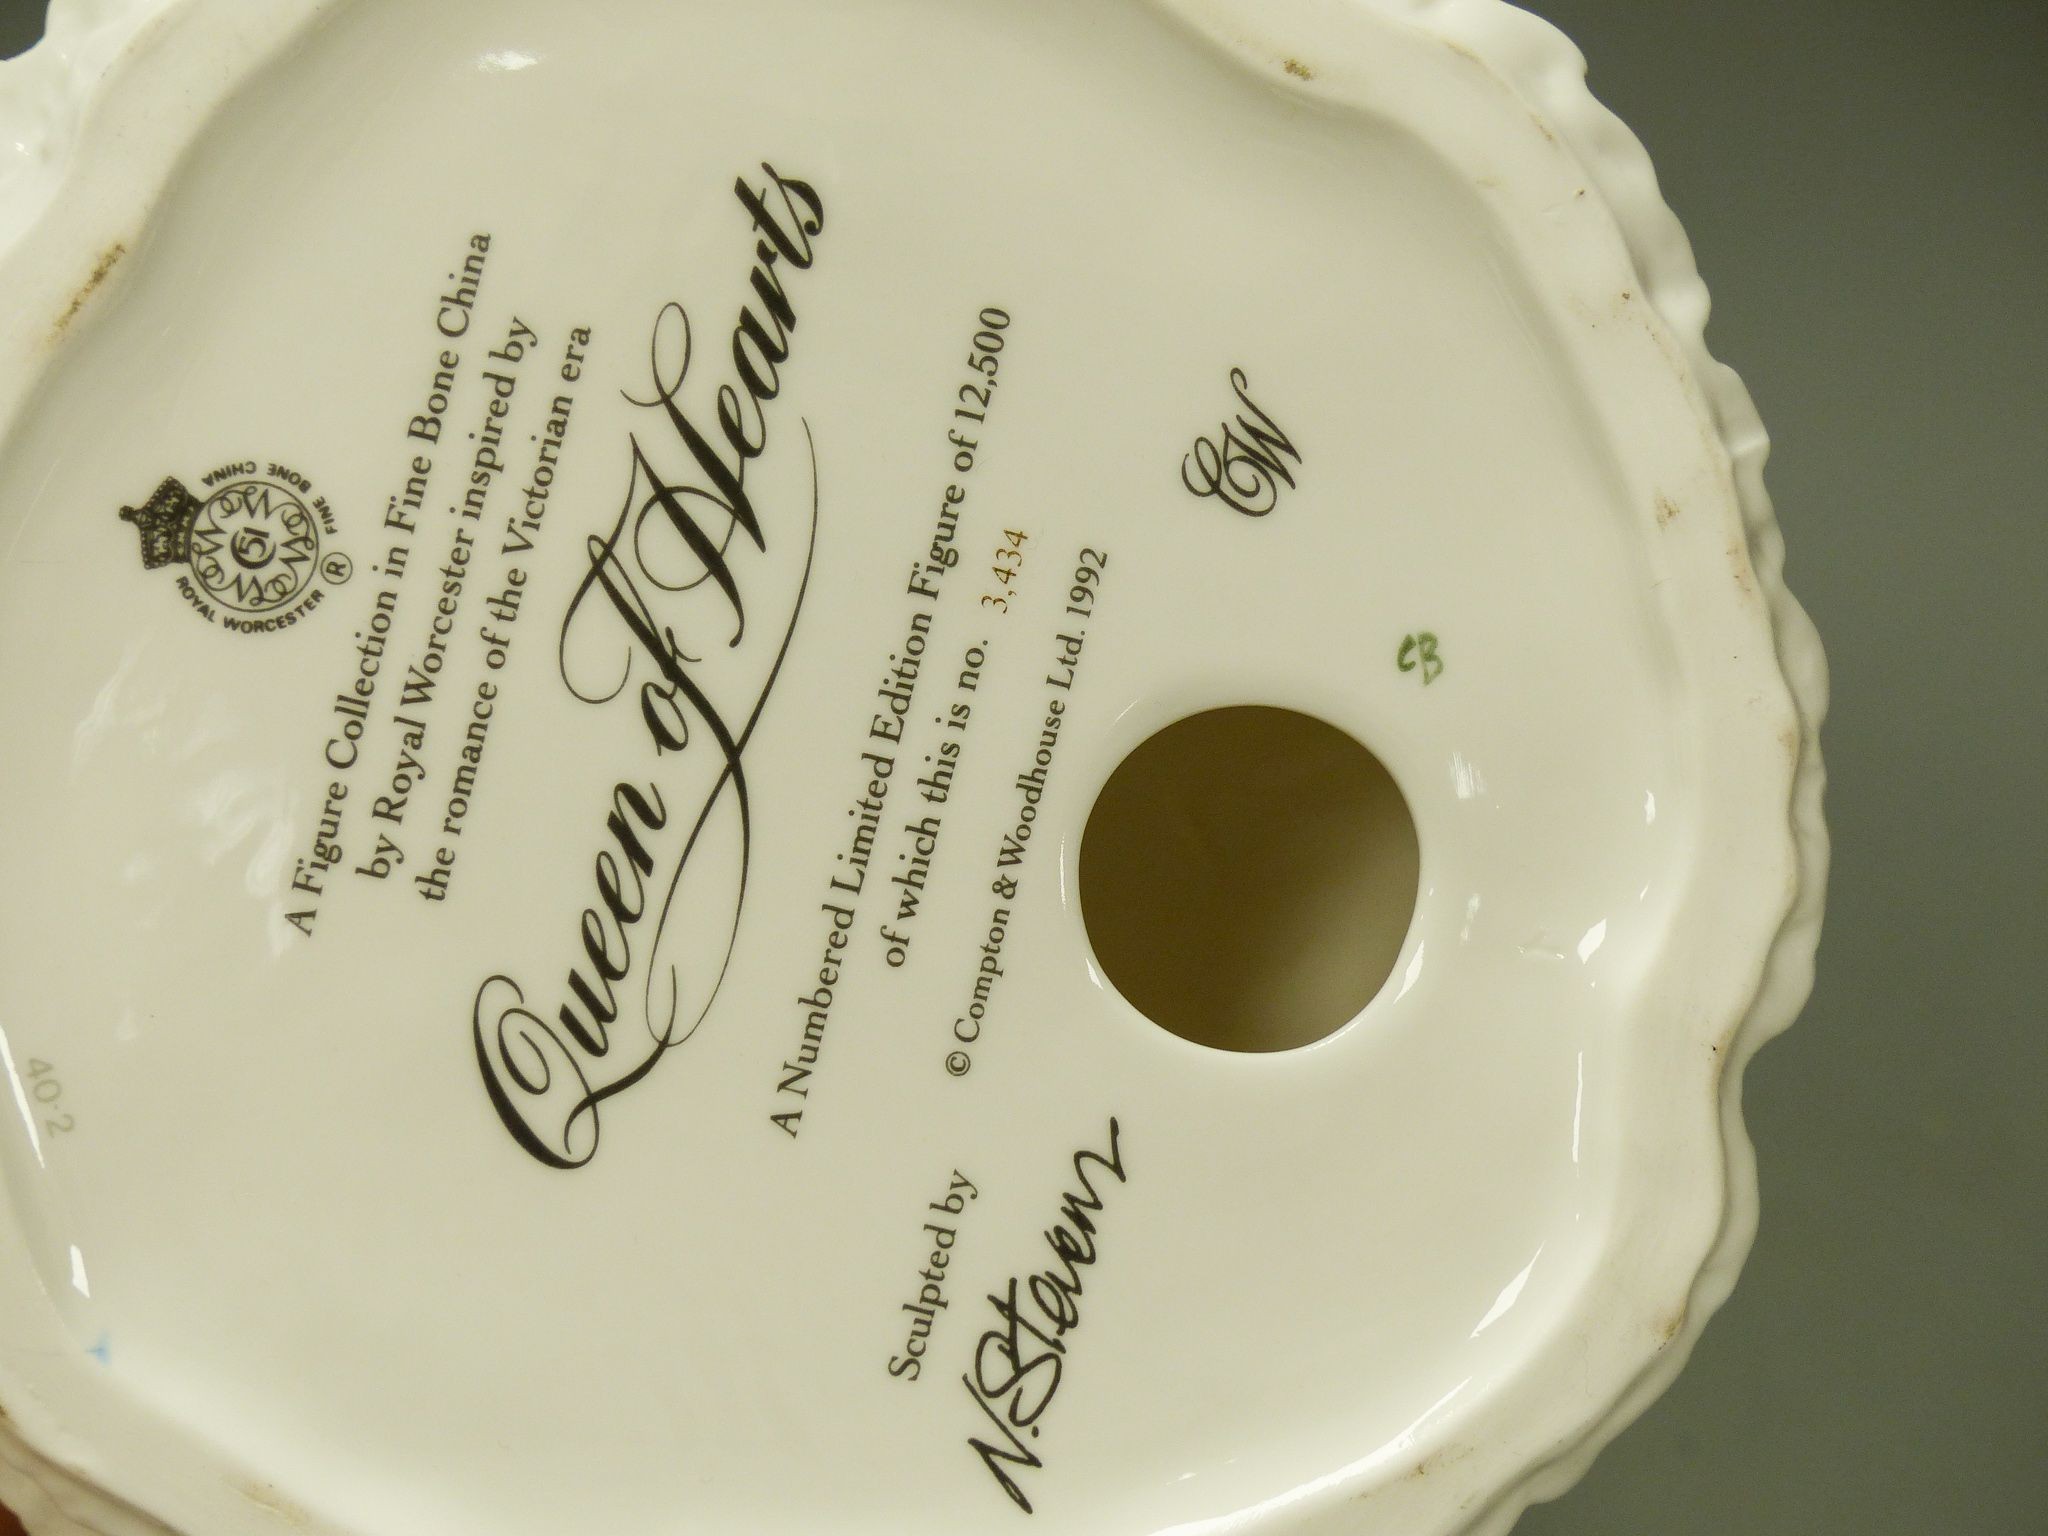 ROYAL WORCESTER
FINE BONE CHINA
51
®
A Figure Collection in Fine Bone China
by Royal Worcester inspired by
the romance of the Victorian era
Queen of Hearts
A Numbered Limited Edition Figure of 12,500
of which this is no. 3,434
© Compton & Woodhouse Ltd. 1992
Sculpted by
N. Stevens
CW
CB
40·2